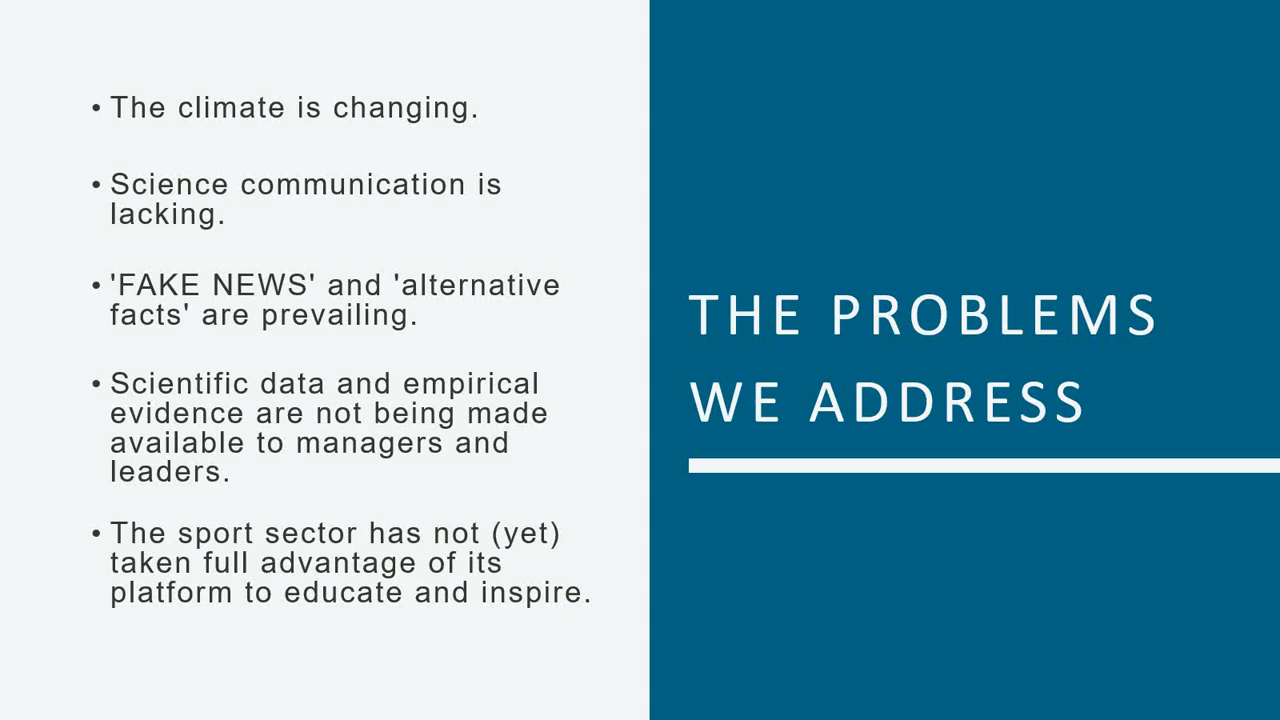 • The climate is changing.
• Science communication is
lacking.
• 'FAKE NEWS' and 'alternative
facts' are prevailing.
• Scientific data and empirical
evidence are not being made
available to managers and
leaders.
• The sport sector has not (yet)
taken full advantage of its
platform to educate and inspire.
THE PROBLEMS
WE ADDRESS